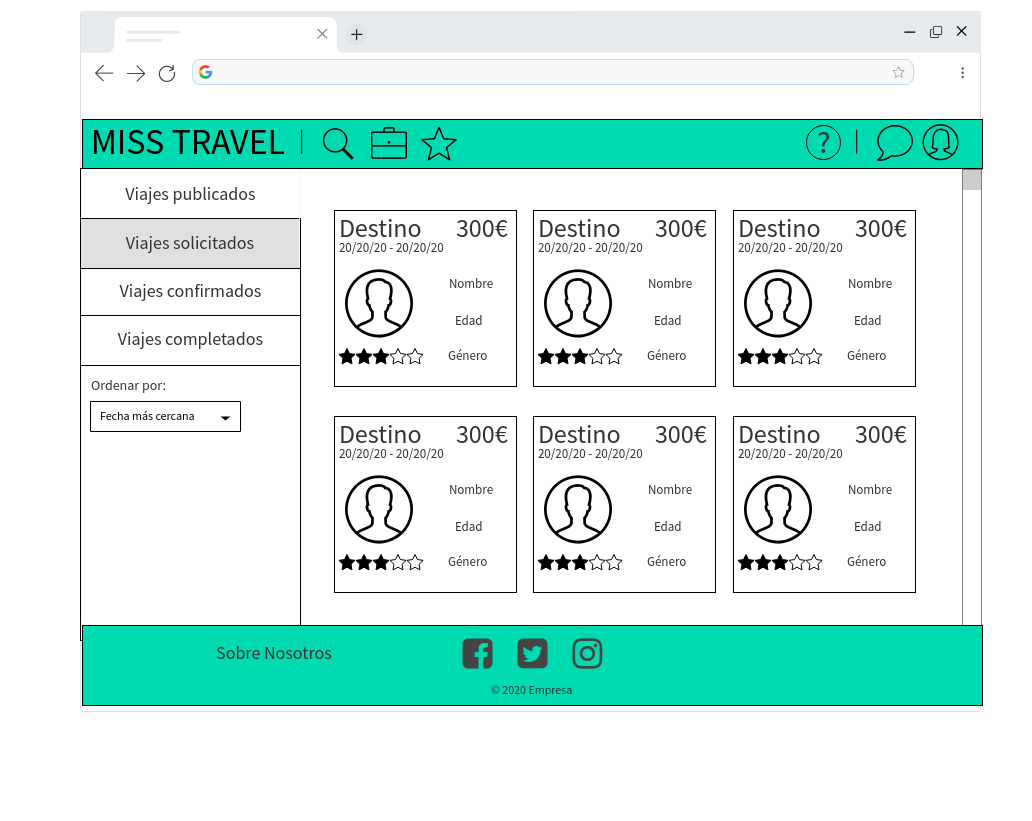 MISS TRAVEL
?
Viajes publicados
Viajes solicitados
Viajes confirmados
Viajes completados
Ordenar por:
Fecha más cercana
Destino 300€
20/20/20 - 20/20/20
Nombre
Edad
Género
Destino 300€
20/20/20 - 20/20/20
Nombre
Edad
Género
Destino 300€
20/20/20 - 20/20/20
Nombre
Edad
Género
Destino 300€
20/20/20 - 20/20/20
Nombre
Edad
Género
Destino 300€
20/20/20 - 20/20/20
Nombre
Edad
Género
Destino 300€
20/20/20 - 20/20/20
Nombre
Edad
Género
Sobre Nosotros
© 2020 Empresa